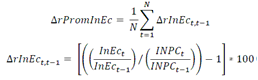 ΔrPromInEc = 1/N ∑_{t=1}^{N} ΔrInEc_{t,t-1}
ΔrInEc_{t,t-1} = [((InEc_t / InEc_{t-1}) / (INPC_t / INPC_{t-1})) − 1] * 100